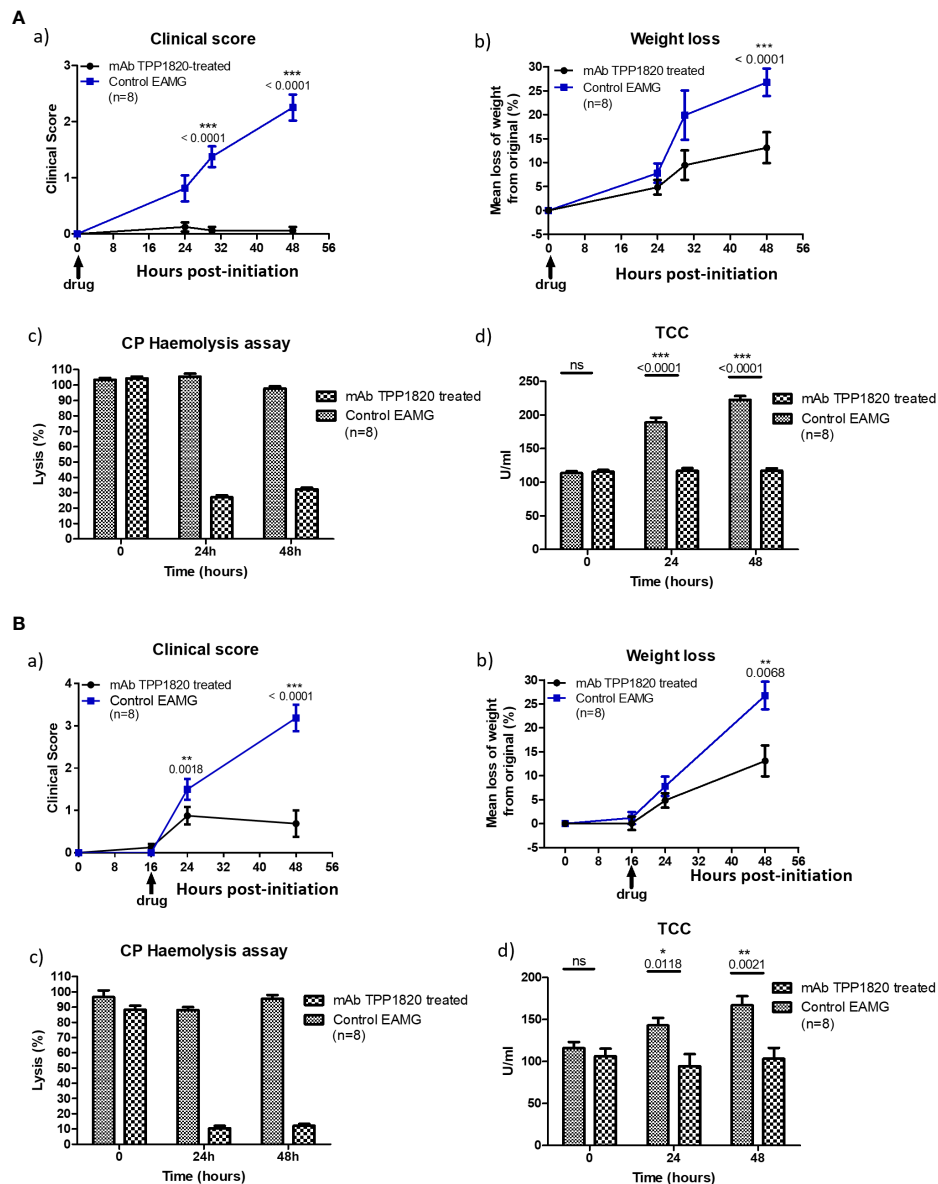 A
a)
Clinical score
mAb TPP1820-treated
Control EAMG
(n=8)
***
< 0.0001
***
< 0.0001
Clinical Score
3
2
1
0
0 8 16 24 32 40 48 56
Hours post-initiation
drug
b)
Weight loss
mAb TPP1820 treated
Control EAMG
(n=8)
***
< 0.0001
Mean loss of weight
from original (%)
30
25
20
15
10
5
0
-5
0 8 16 24 32 40 48 56
Hours post-initiation
drug
c)
CP Haemolysis assay
Lysis (%)
110
100
90
80
70
60
50
40
30
20
10
0
0 24h 48h
Time (hours)
mAb TPP1820 treated
Control EAMG
(n=8)
d)
TCC
ns
***
<0.0001
***
<0.0001
U/ml
250
200
150
100
50
0
0 24 48
Time (hours)
mAb TPP1820 treated
Control EAMG
(n=8)
B
a)
Clinical score
mAb TPP1820 treated
Control EAMG
(n=8)
**
0.0018
***
< 0.0001
Clinical Score
4
3
2
1
0
0 8 16 24 32 40 48 56
Hours post-initiation
drug
b)
Weight loss
mAb TPP1820 treated
Control EAMG
(n=8)
**
0.0068
Mean loss of weight
from original (%)
30
25
20
15
10
5
0
-5
0 8 16 24 32 40 48 56
Hours post-initiation
drug
c)
CP Haemolysis assay
Lysis (%)
110
100
90
80
70
60
50
40
30
20
10
0
0 24h 48h
Time (hours)
mAb TPP1820 treated
Control EAMG
(n=8)
d)
TCC
ns
*
0.0118
**
0.0021
U/ml
200
150
100
50
0
0 24 48
Time (hours)
mAb TPP1820 treated
Control EAMG
(n=8)